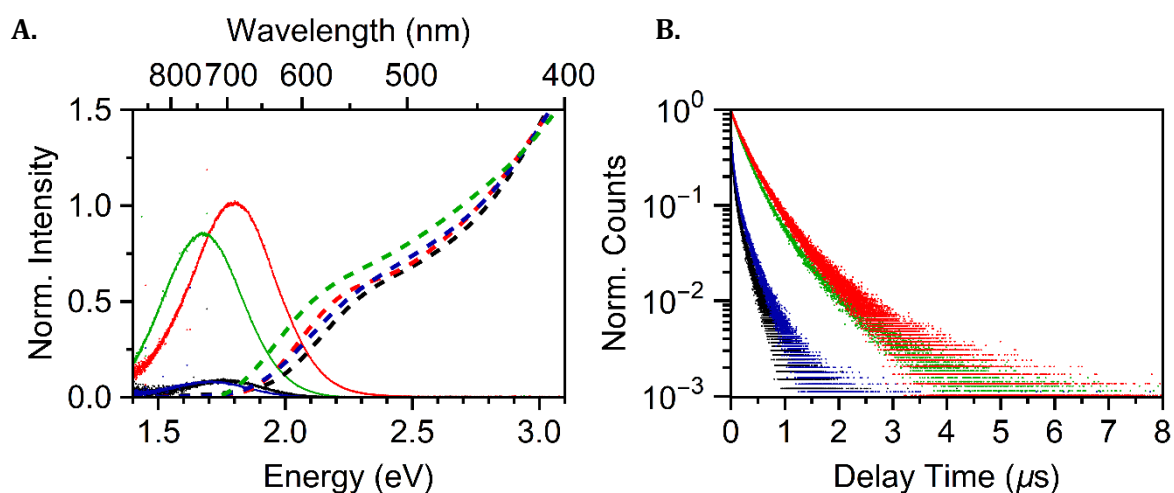 A.
Wavelength (nm)
800 700 600 500 400
1.5
1.0
0.5
0.0
Norm. Intensity
1.5 2.0 2.5 3.0
Energy (eV)
B.
10^0
10^-1
10^-2
10^-3
Norm. Counts
0 1 2 3 4 5 6 7 8
Delay Time (µs)